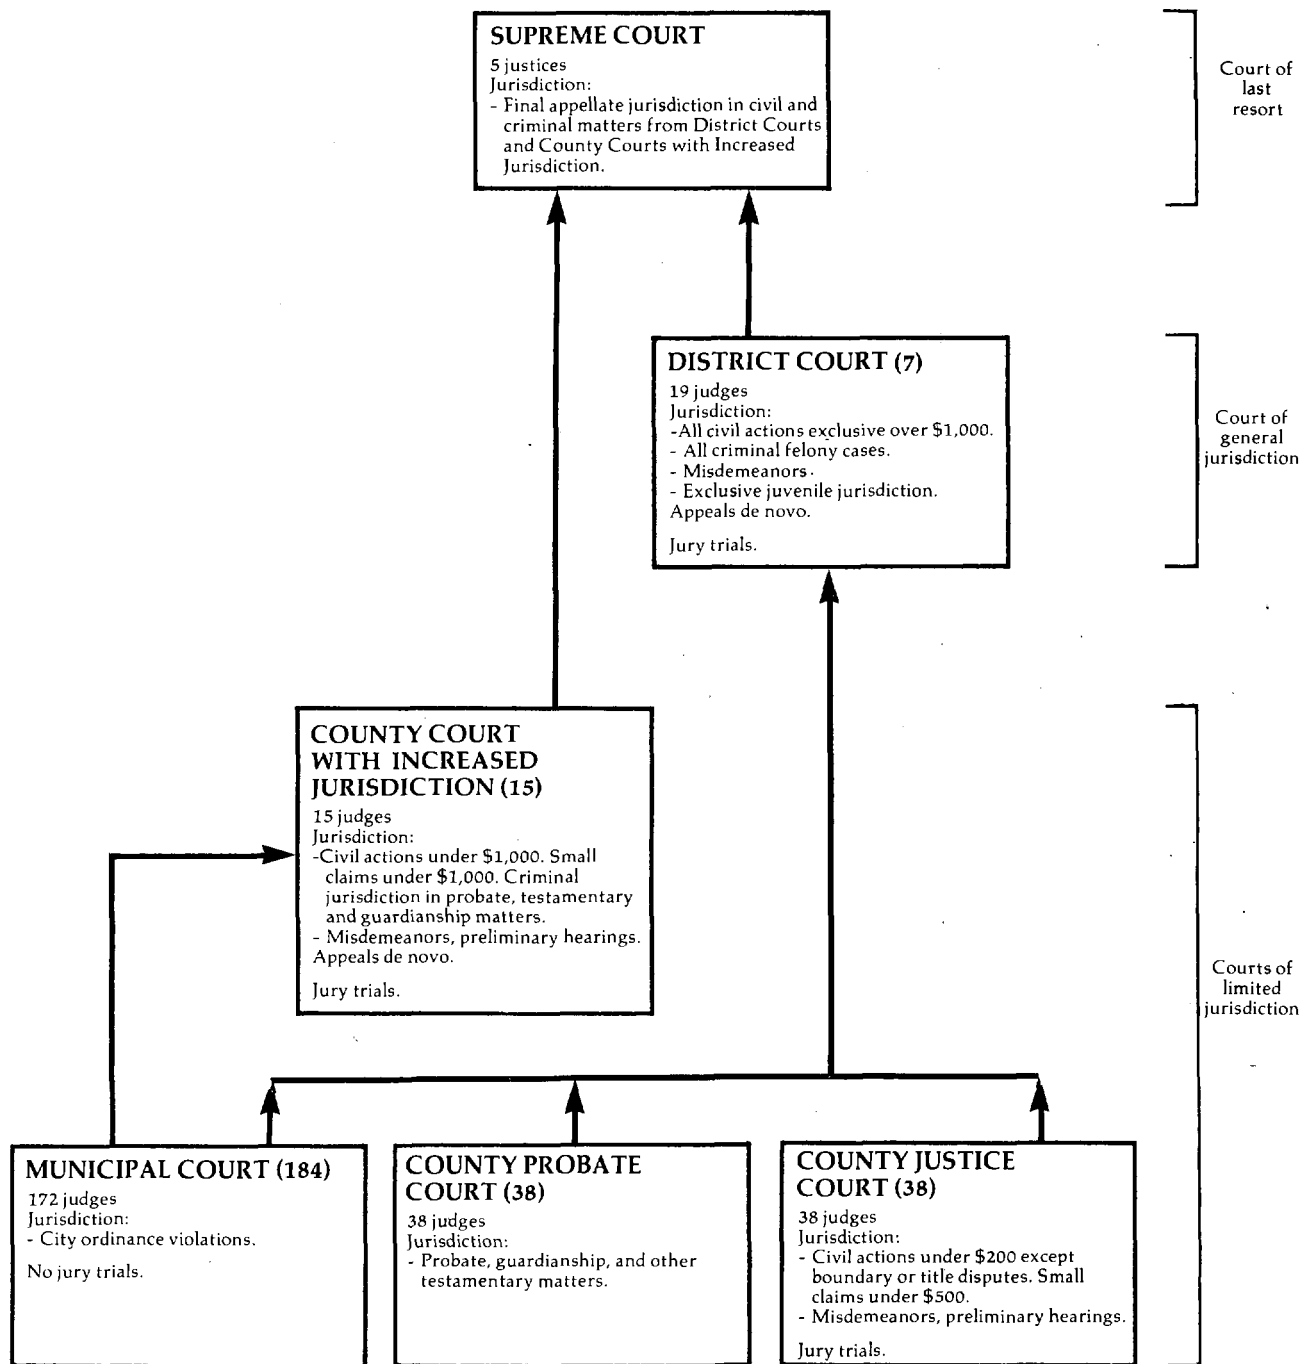 SUPREME COURT
5 justices
Jurisdiction:
- Final appellate jurisdiction in civil and
criminal matters from District Courts
and County Courts with Increased
Jurisdiction.
Court of
last
resort
DISTRICT COURT (7)
19 judges
Jurisdiction:
-All civil actions exclusive over $1,000.
- All criminal felony cases.
- Misdemeanors.
- Exclusive juvenile jurisdiction.
Appeals de novo.
Jury trials.
Court of
general
jurisdiction
COUNTY COURT
WITH INCREASED
JURISDICTION (15)
15 judges
Jurisdiction:
-Civil actions under $1,000. Small
claims under $1,000. Criminal
jurisdiction in probate, testamentary
and guardianship matters.
- Misdemeanors, preliminary hearings.
Appeals de novo.
Jury trials.
Courts of
limited
jurisdiction
MUNICIPAL COURT (184)
172 judges
Jurisdiction:
- City ordinance violations.
No jury trials.
COUNTY PROBATE
COURT (38)
38 judges
Jurisdiction:
- Probate, guardianship, and other
testamentary matters.
COUNTY JUSTICE
COURT (38)
38 judges
Jurisdiction:
- Civil actions under $200 except
boundary or title disputes. Small
claims under $500.
- Misdemeanors, preliminary hearings.
Jury trials.